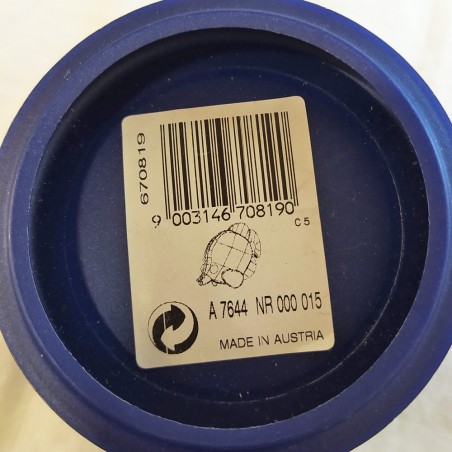 670819
9 003146 708190
C5
A 7644 NR 000 015
MADE IN AUSTRIA